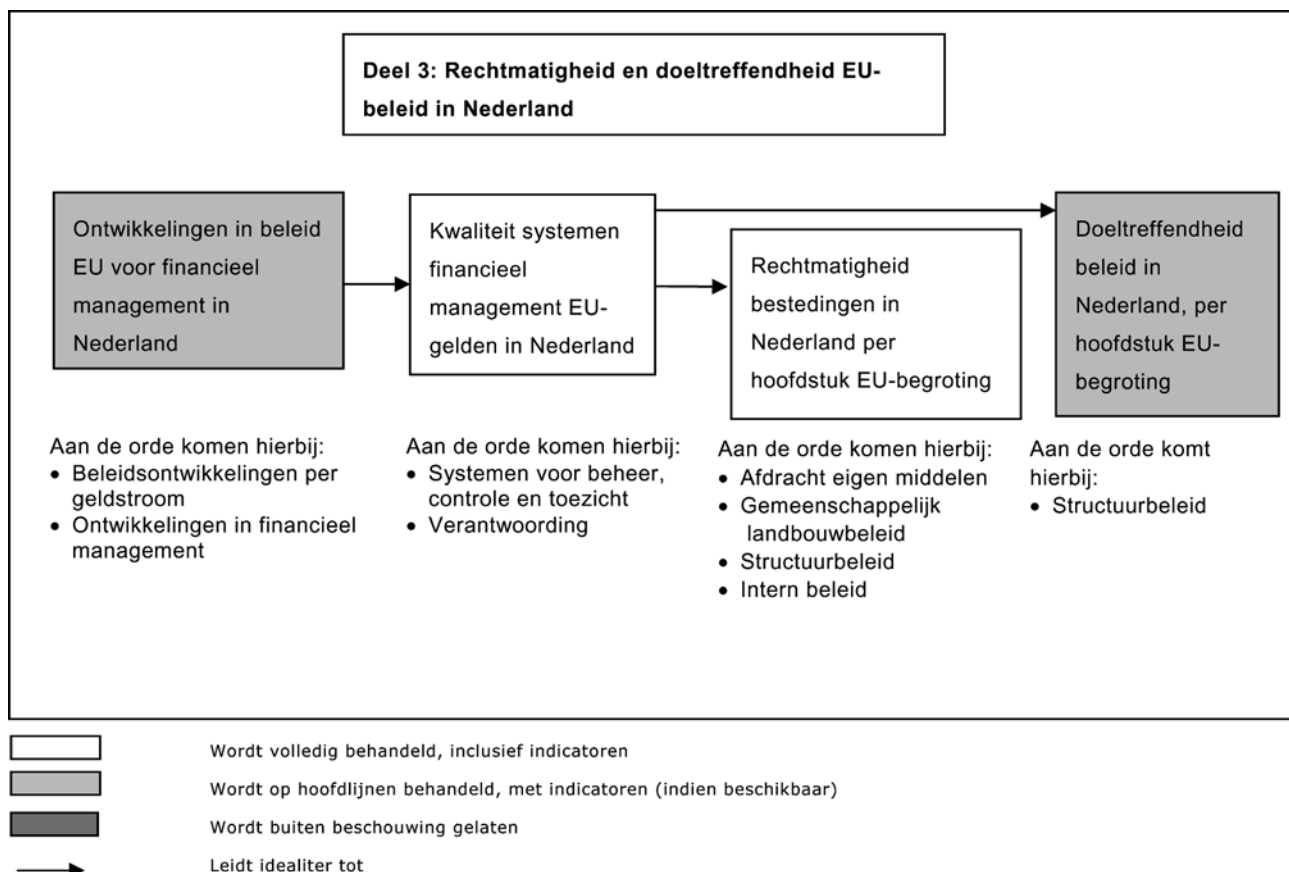 Deel 3: Rechtmatigheid en doeltreffendheid EU-
beleid in Nederland
Ontwikkelingen in beleid
EU voor financieel
management in
Nederland
Kwaliteit systemen
financieel
management EU-
gelden in Nederland
Rechtmatigheid
bestedingen in
Nederland per
hoofdstuk EU-begroting
Doeltreffendheid
beleid in
Nederland, per
hoofdstuk EU-
begroting
Aan de orde komen hierbij:
• Beleidsontwikkelingen per
geldstroom
• Ontwikkelingen in financieel
management
Aan de orde komen hierbij:
• Systemen voor beheer,
controle en toezicht
• Verantwoording
Aan de orde komen hierbij:
• Afdracht eigen middelen
• Gemeenschappelijk
landbouwbeleid
• Structuurbeleid
• Intern beleid
Aan de orde komt
hierbij:
• Structuurbeleid
Wordt volledig behandeld, inclusief indicatoren
Wordt op hoofdlijnen behandeld, met indicatoren (indien beschikbaar)
Wordt buiten beschouwing gelaten
Leidt idealiter tot